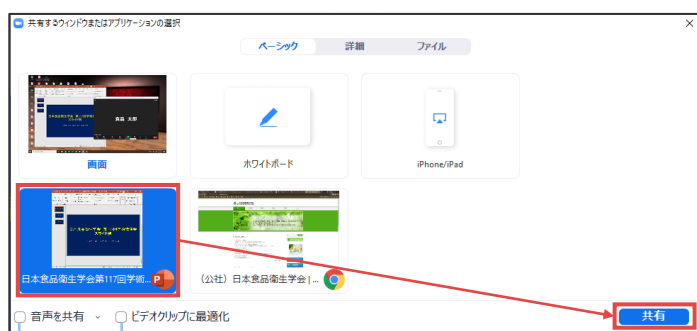 共有するウィンドウまたはアプリケーションの選択
ベーシック 詳細 ファイル
画面
ホワイトボード
iPhone/iPad
日本食品衛生学会第117回学術...
(公社) 日本食品衛生学会 | ...
音声を共有
ビデオクリップに最適化
共有